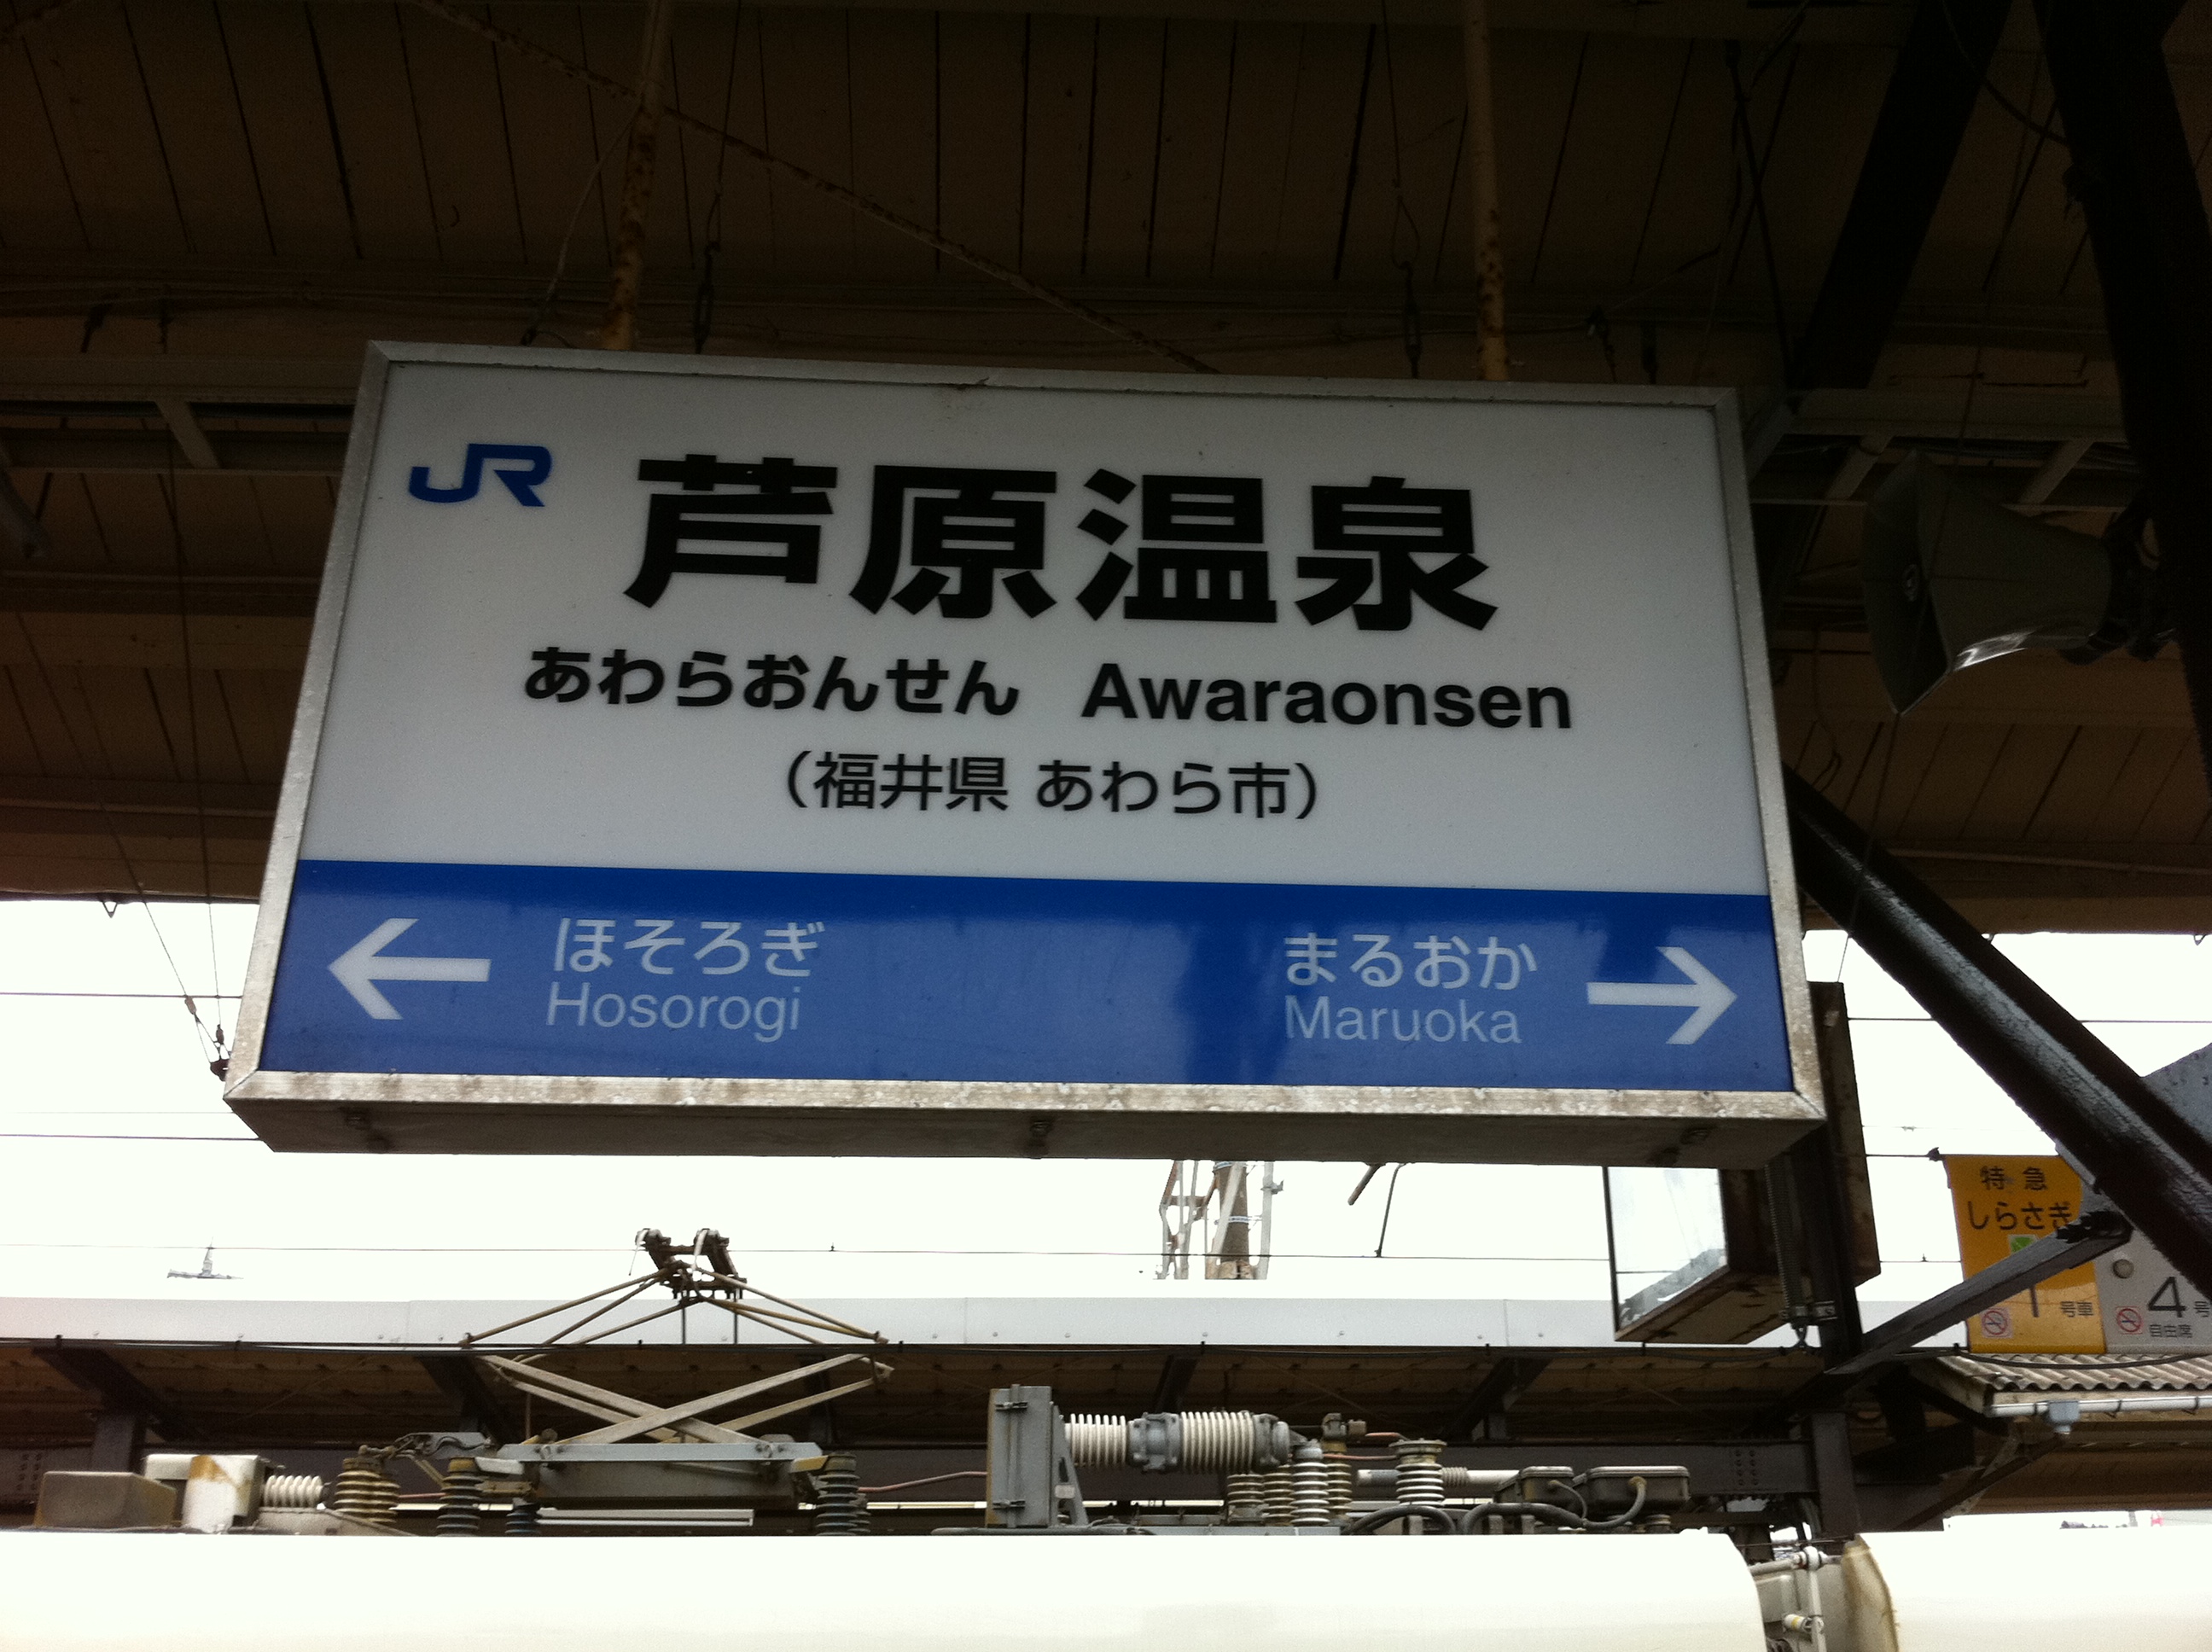 JR
芦原温泉
あわらおんせん Awaraonsen
（福井県 あわら市）
ほそろぎ
Hosorogi
まるおか
Maruoka
特急
しらさぎ
1 号車
4 号
自由席